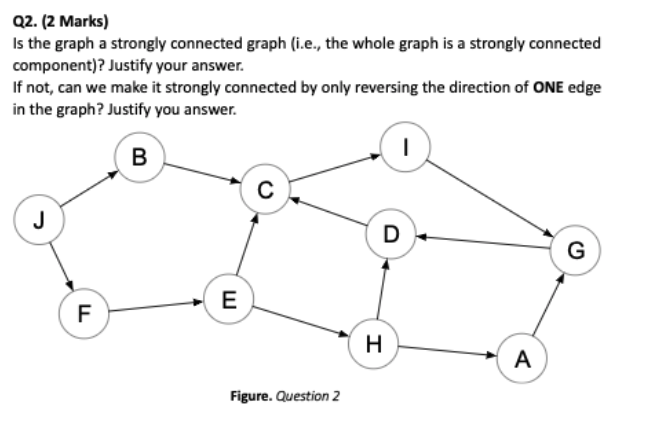 Q2. (2 Marks)
Is the graph a strongly connected graph (i.e., the whole graph is a strongly connected
component)? Justify your answer.
If not, can we make it strongly connected by only reversing the direction of ONE edge
in the graph? Justify you answer.
I
B
C
J
D
G
E
F
H
A
Figure. Question 2